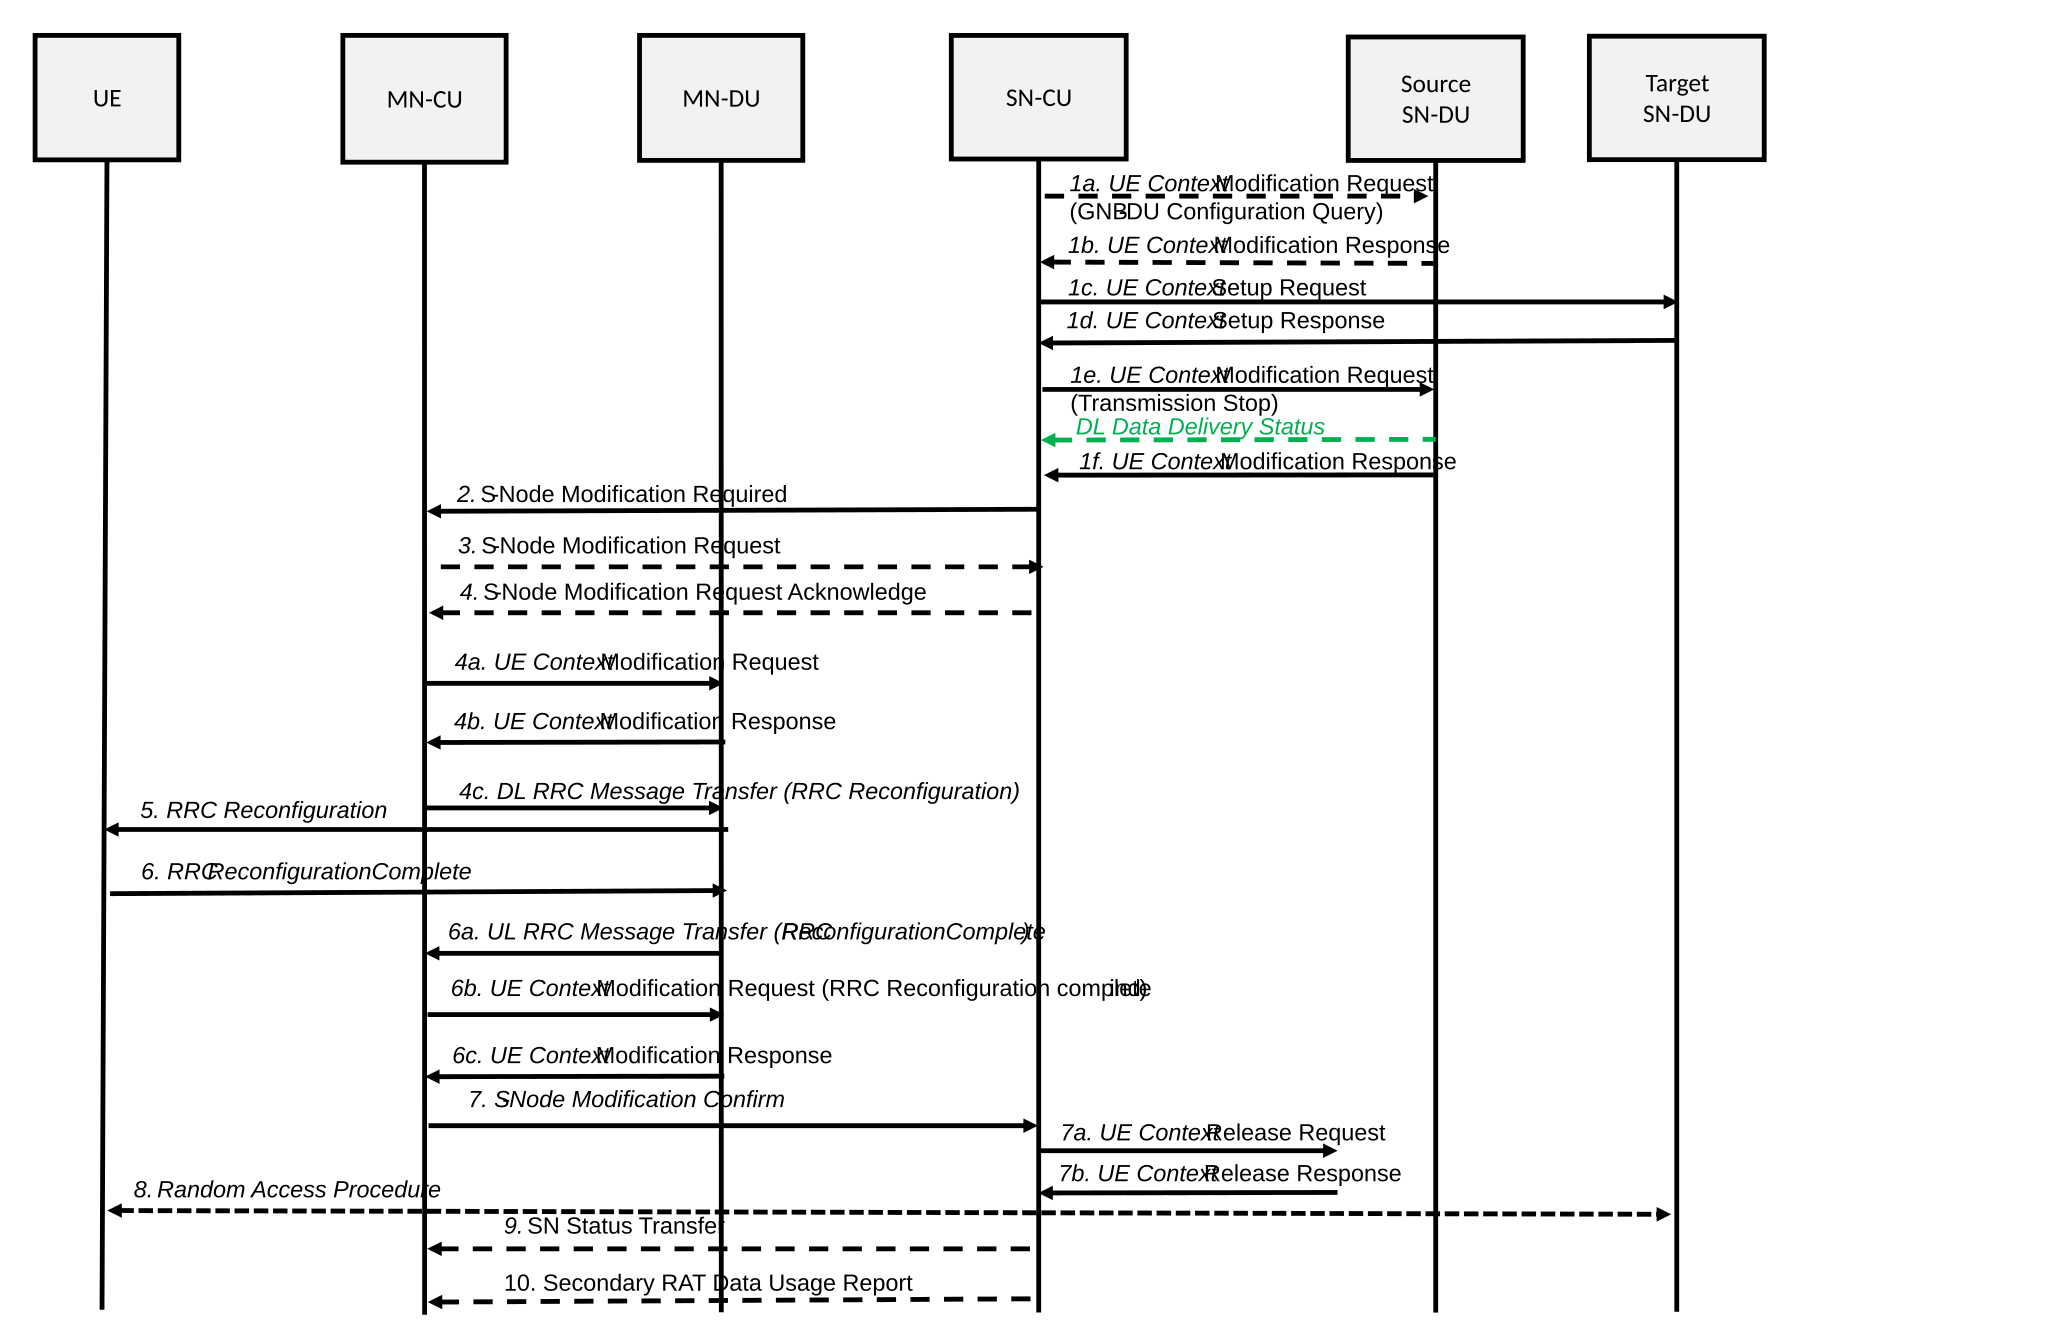 UE
MN-CU
MN-DU
SN-CU
Source
SN-DU
Target
SN-DU
1a. UE Context Modification Request
(GNB-DU Configuration Query)
1b. UE Context Modification Response
1c. UE Context Setup Request
1d. UE Context Setup Response
1e. UE Context Modification Request
(Transmission Stop)
DL Data Delivery Status
1f. UE Context Modification Response
2. S-Node Modification Required
3. S-Node Modification Request
4. S-Node Modification Request Acknowledge
4a. UE Context Modification Request
4b. UE Context Modification Response
4c. DL RRC Message Transfer (RRC Reconfiguration)
5. RRC Reconfiguration
6. RRCReconfigurationComplete
6a. UL RRC Message Transfer (RRCReconfigurationComplete)
6b. UE Context Modification Request (RRC Reconfiguration complete ind)
6c. UE Context Modification Response
7. S-Node Modification Confirm
7a. UE Context Release Request
7b. UE Context Release Response
8. Random Access Procedure
9. SN Status Transfer
10. Secondary RAT Data Usage Report